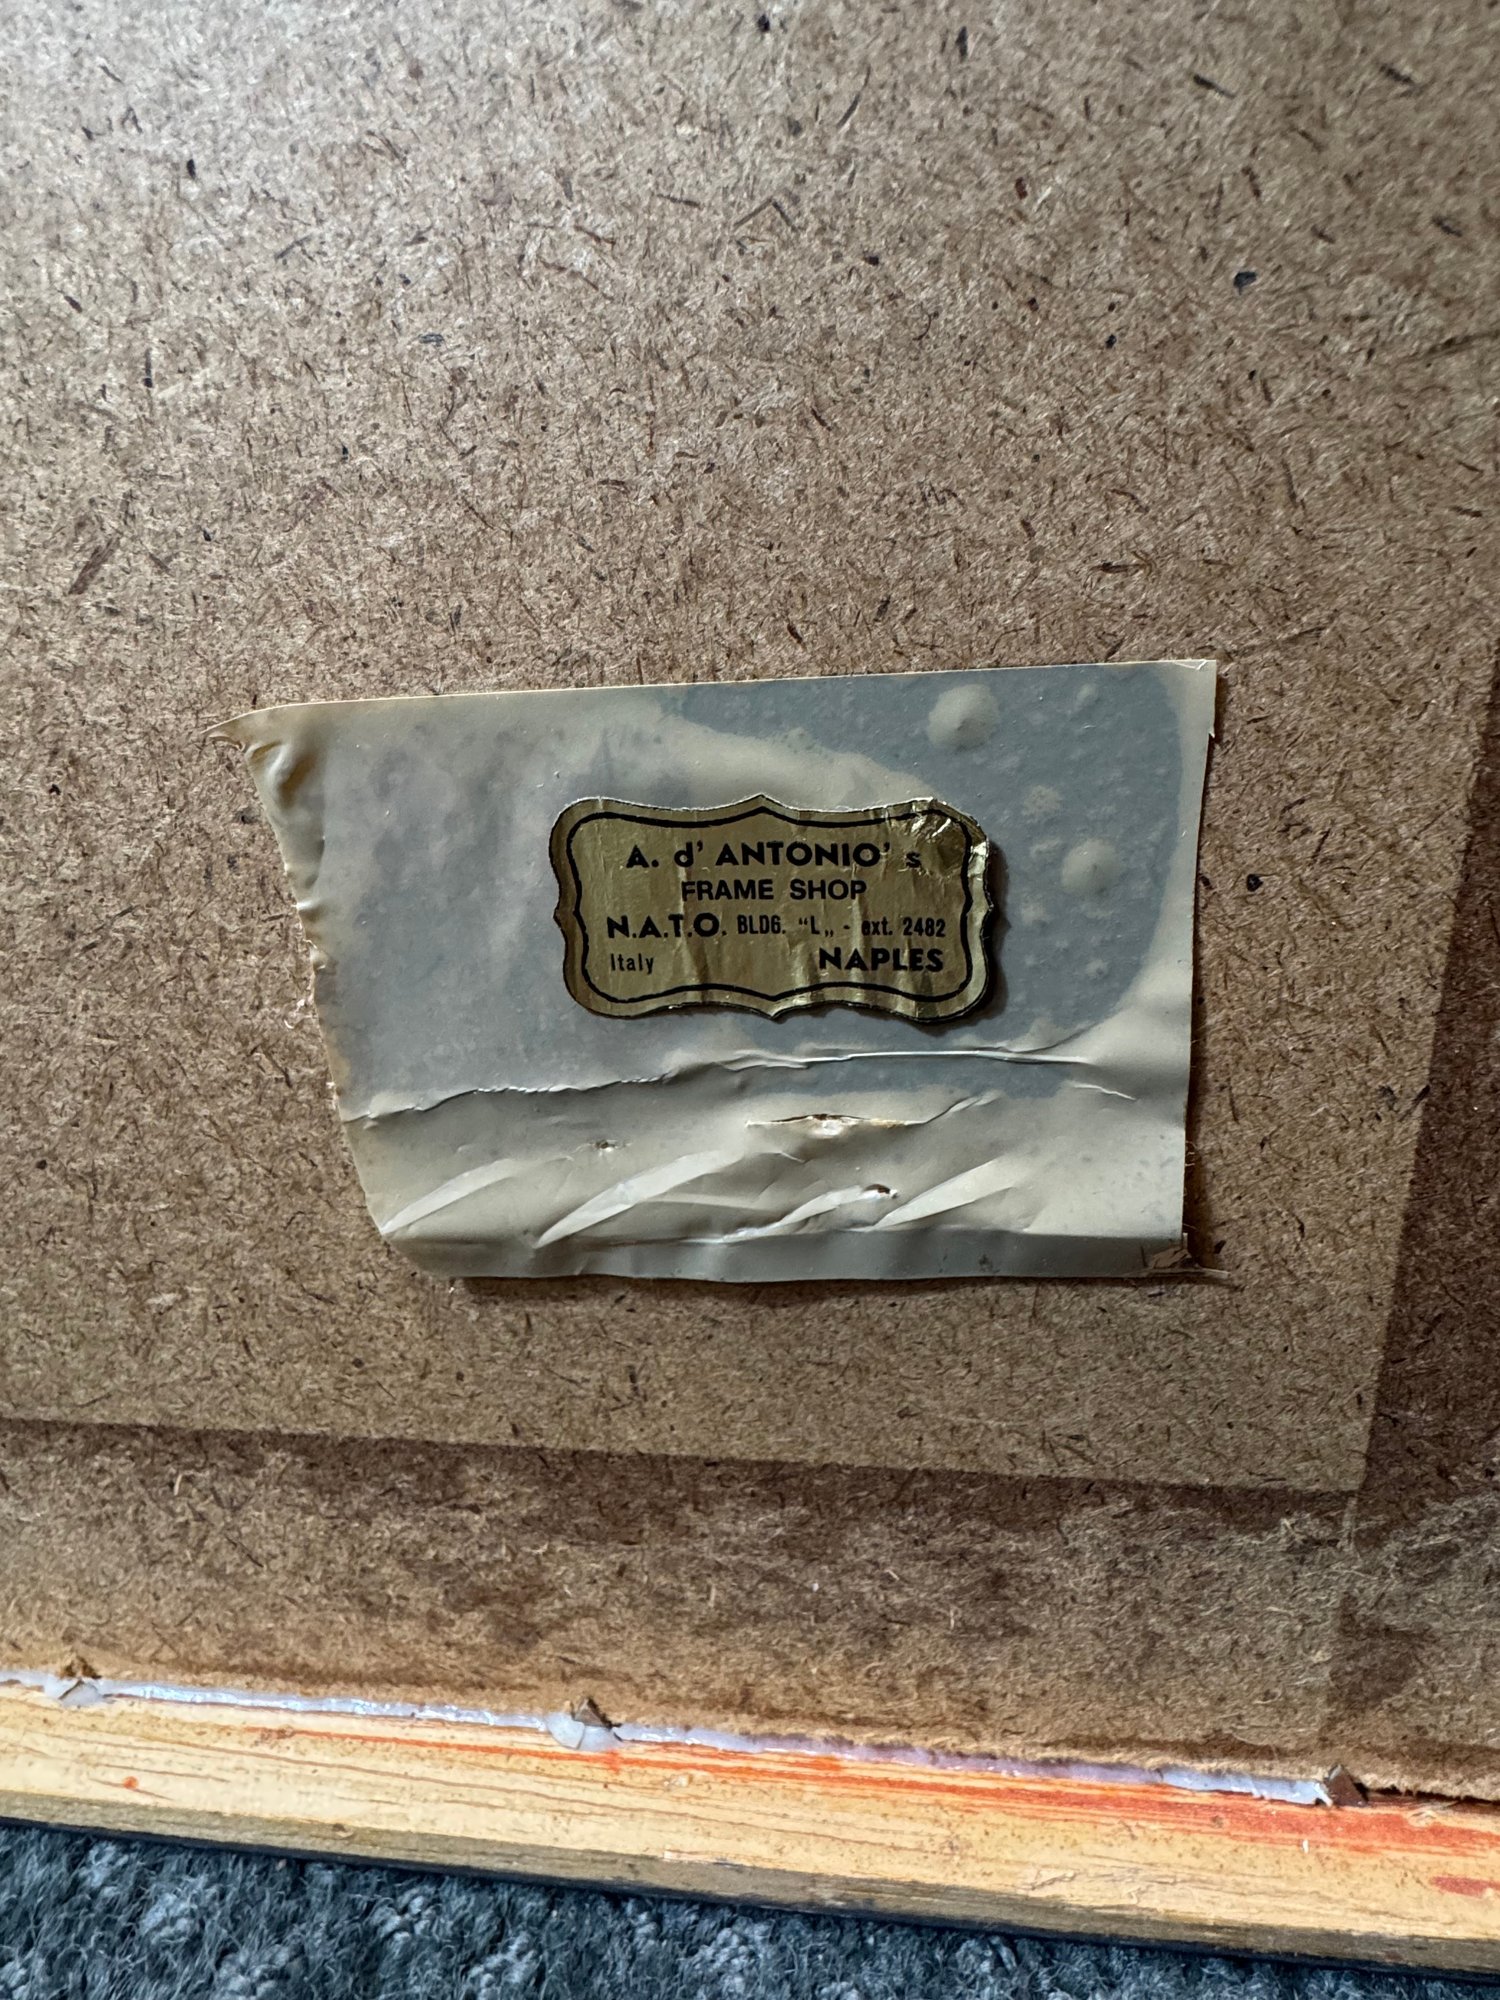 A. d' ANTONIO' s
FRAME SHOP
N.A.T.O. BLDG. “L„ - ext. 2482
Italy NAPLES